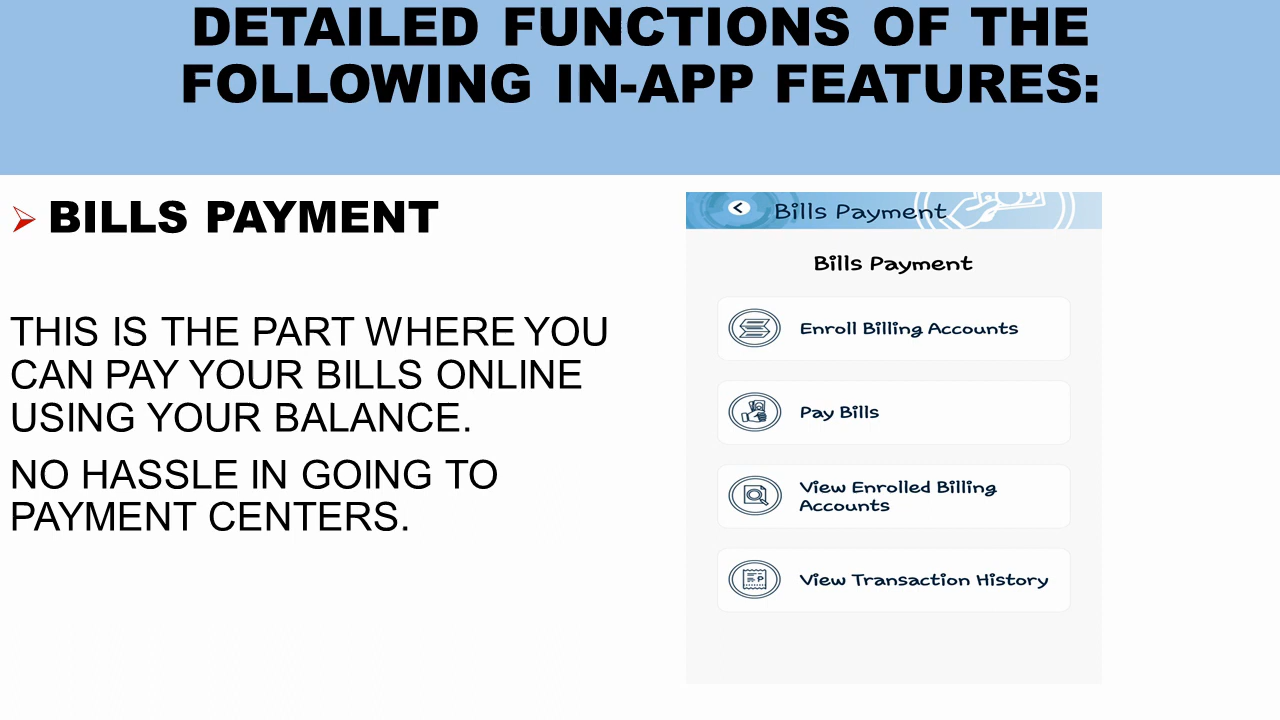 DETAILED FUNCTIONS OF THE
FOLLOWING IN-APP FEATURES:
BILLS PAYMENT
THIS IS THE PART WHERE YOU
CAN PAY YOUR BILLS ONLINE
USING YOUR BALANCE.
NO HASSLE IN GOING TO
PAYMENT CENTERS.
Bills Payment
Bills Payment
Enroll Billing Accounts
Pay Bills
View Enrolled Billing
Accounts
View Transaction History